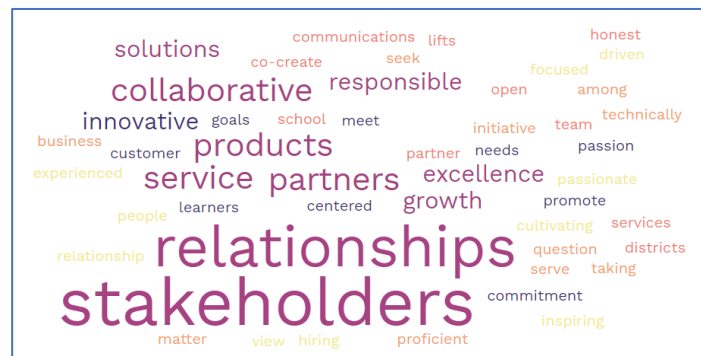 communications lifts honest
solutions co-create seek driven
focused
collaborative responsible open among
innovative goals school meet initiative team technically
business customer products partner needs passion
experienced service partners excellence passionate
people learners centered growth promote
cultivating services
relationship relationships question districts
serve taking
stakeholders commitment
inspiring
matter view hiring proficient